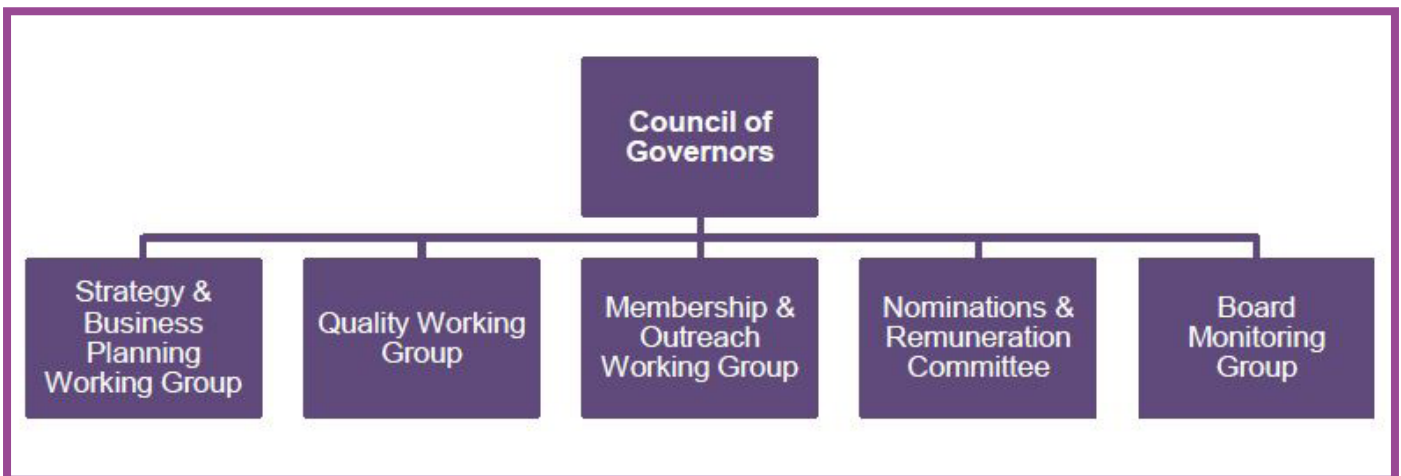 Council of
Governors
Strategy &
Business
Planning
Working Group
Quality Working
Group
Membership &
Outreach
Working Group
Nominations &
Remuneration
Committee
Board
Monitoring
Group